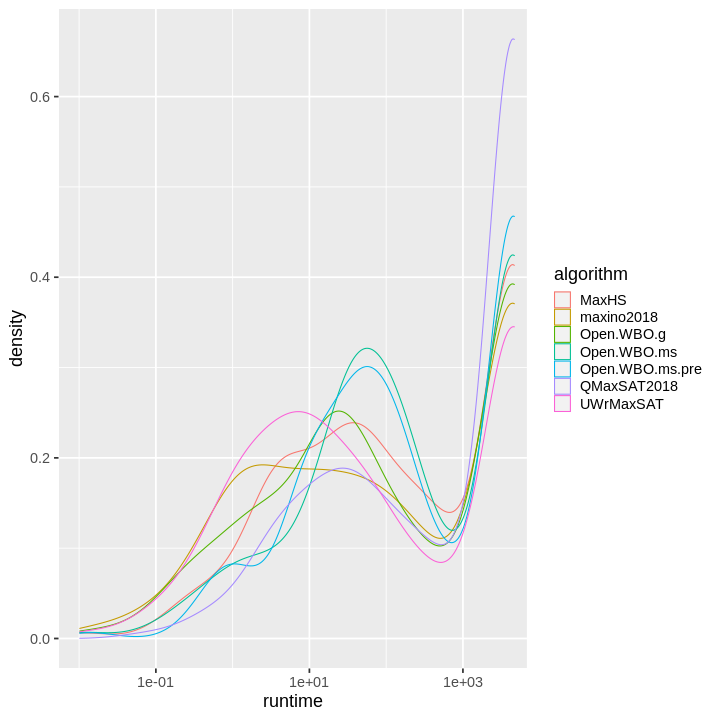 density
0.6
0.4
0.2
0.0
1e-01
1e+01
1e+03
runtime
algorithm
MaxHS
maxino2018
Open.WBO.g
Open.WBO.ms
Open.WBO.ms.pre
QMaxSAT2018
UWrMaxSAT